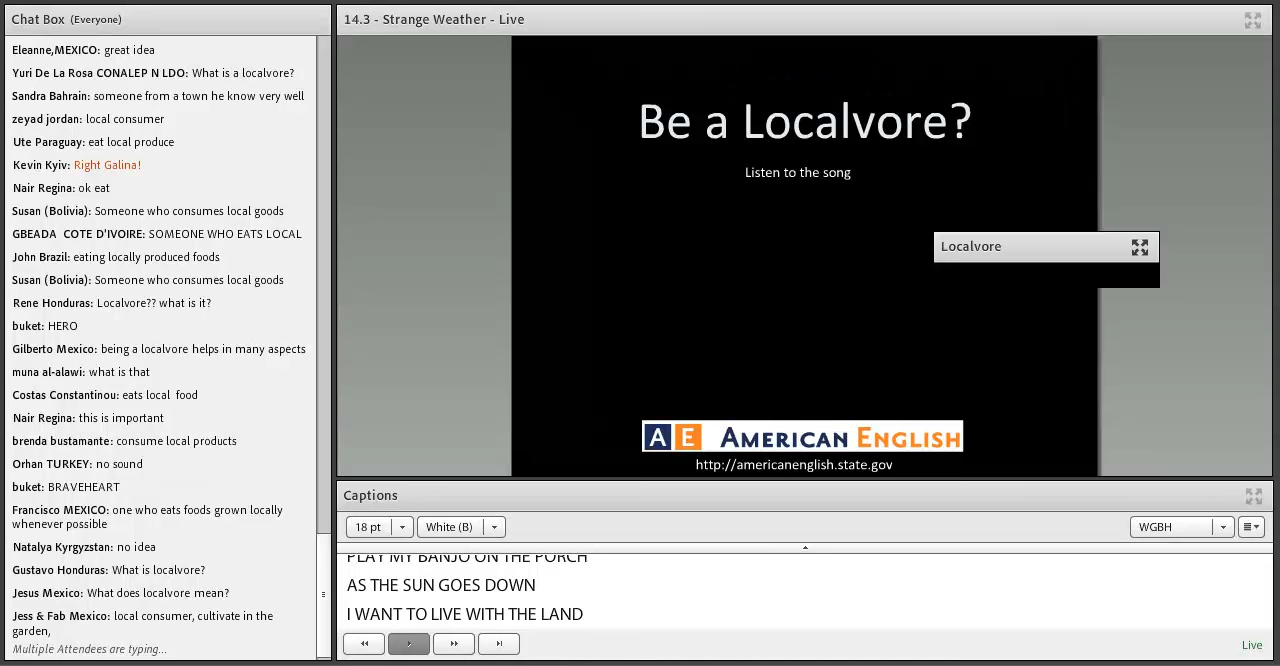 Chat Box (Everyone)
Eleanne,MEXICO: great idea
Yuri De La Rosa CONALEP N LDO: What is a localvore?
Sandra Bahrain: someone from a town he know very well
zeyad jordan: local consumer
Ute Paraguay: eat local produce
Kevin Kyiv: Right Galina!
Nair Regina: ok eat
Susan (Bolivia): Someone who consumes local goods
GBEADA COTE D'IVOIRE: SOMEONE WHO EATS LOCAL
John Brazil: eating locally produced foods
Susan (Bolivia): Someone who consumes local goods
Rene Honduras: Localvore?? what is it?
buket: HERO
Gilberto Mexico: being a localvore helps in many aspects
muna al-alawi: what is that
Costas Constantinou: eats local food
Nair Regina: this is important
brenda bustamante: consume local products
Orhan TURKEY: no sound
buket: BRAVEHEART
Francisco MEXICO: one who eats foods grown locally
whenever possible
Natalya Kyrgyzstan: no idea
Gustavo Honduras: What is localvore?
Jesus Mexico: What does localvore mean?
Jess & Fab Mexico: local consumer, cultivate in the
garden,
Multiple Attendees are typing...
14.3 - Strange Weather - Live
Be a Localvore?
Listen to the song
Localvore
AE AMERICAN ENGLISH
http://americanenglish.state.gov
Captions
18 pt White (B) WGBH
PLAY MY BANJO ON THE PORCH
AS THE SUN GOES DOWN
I WANT TO LIVE WITH THE LAND
Live